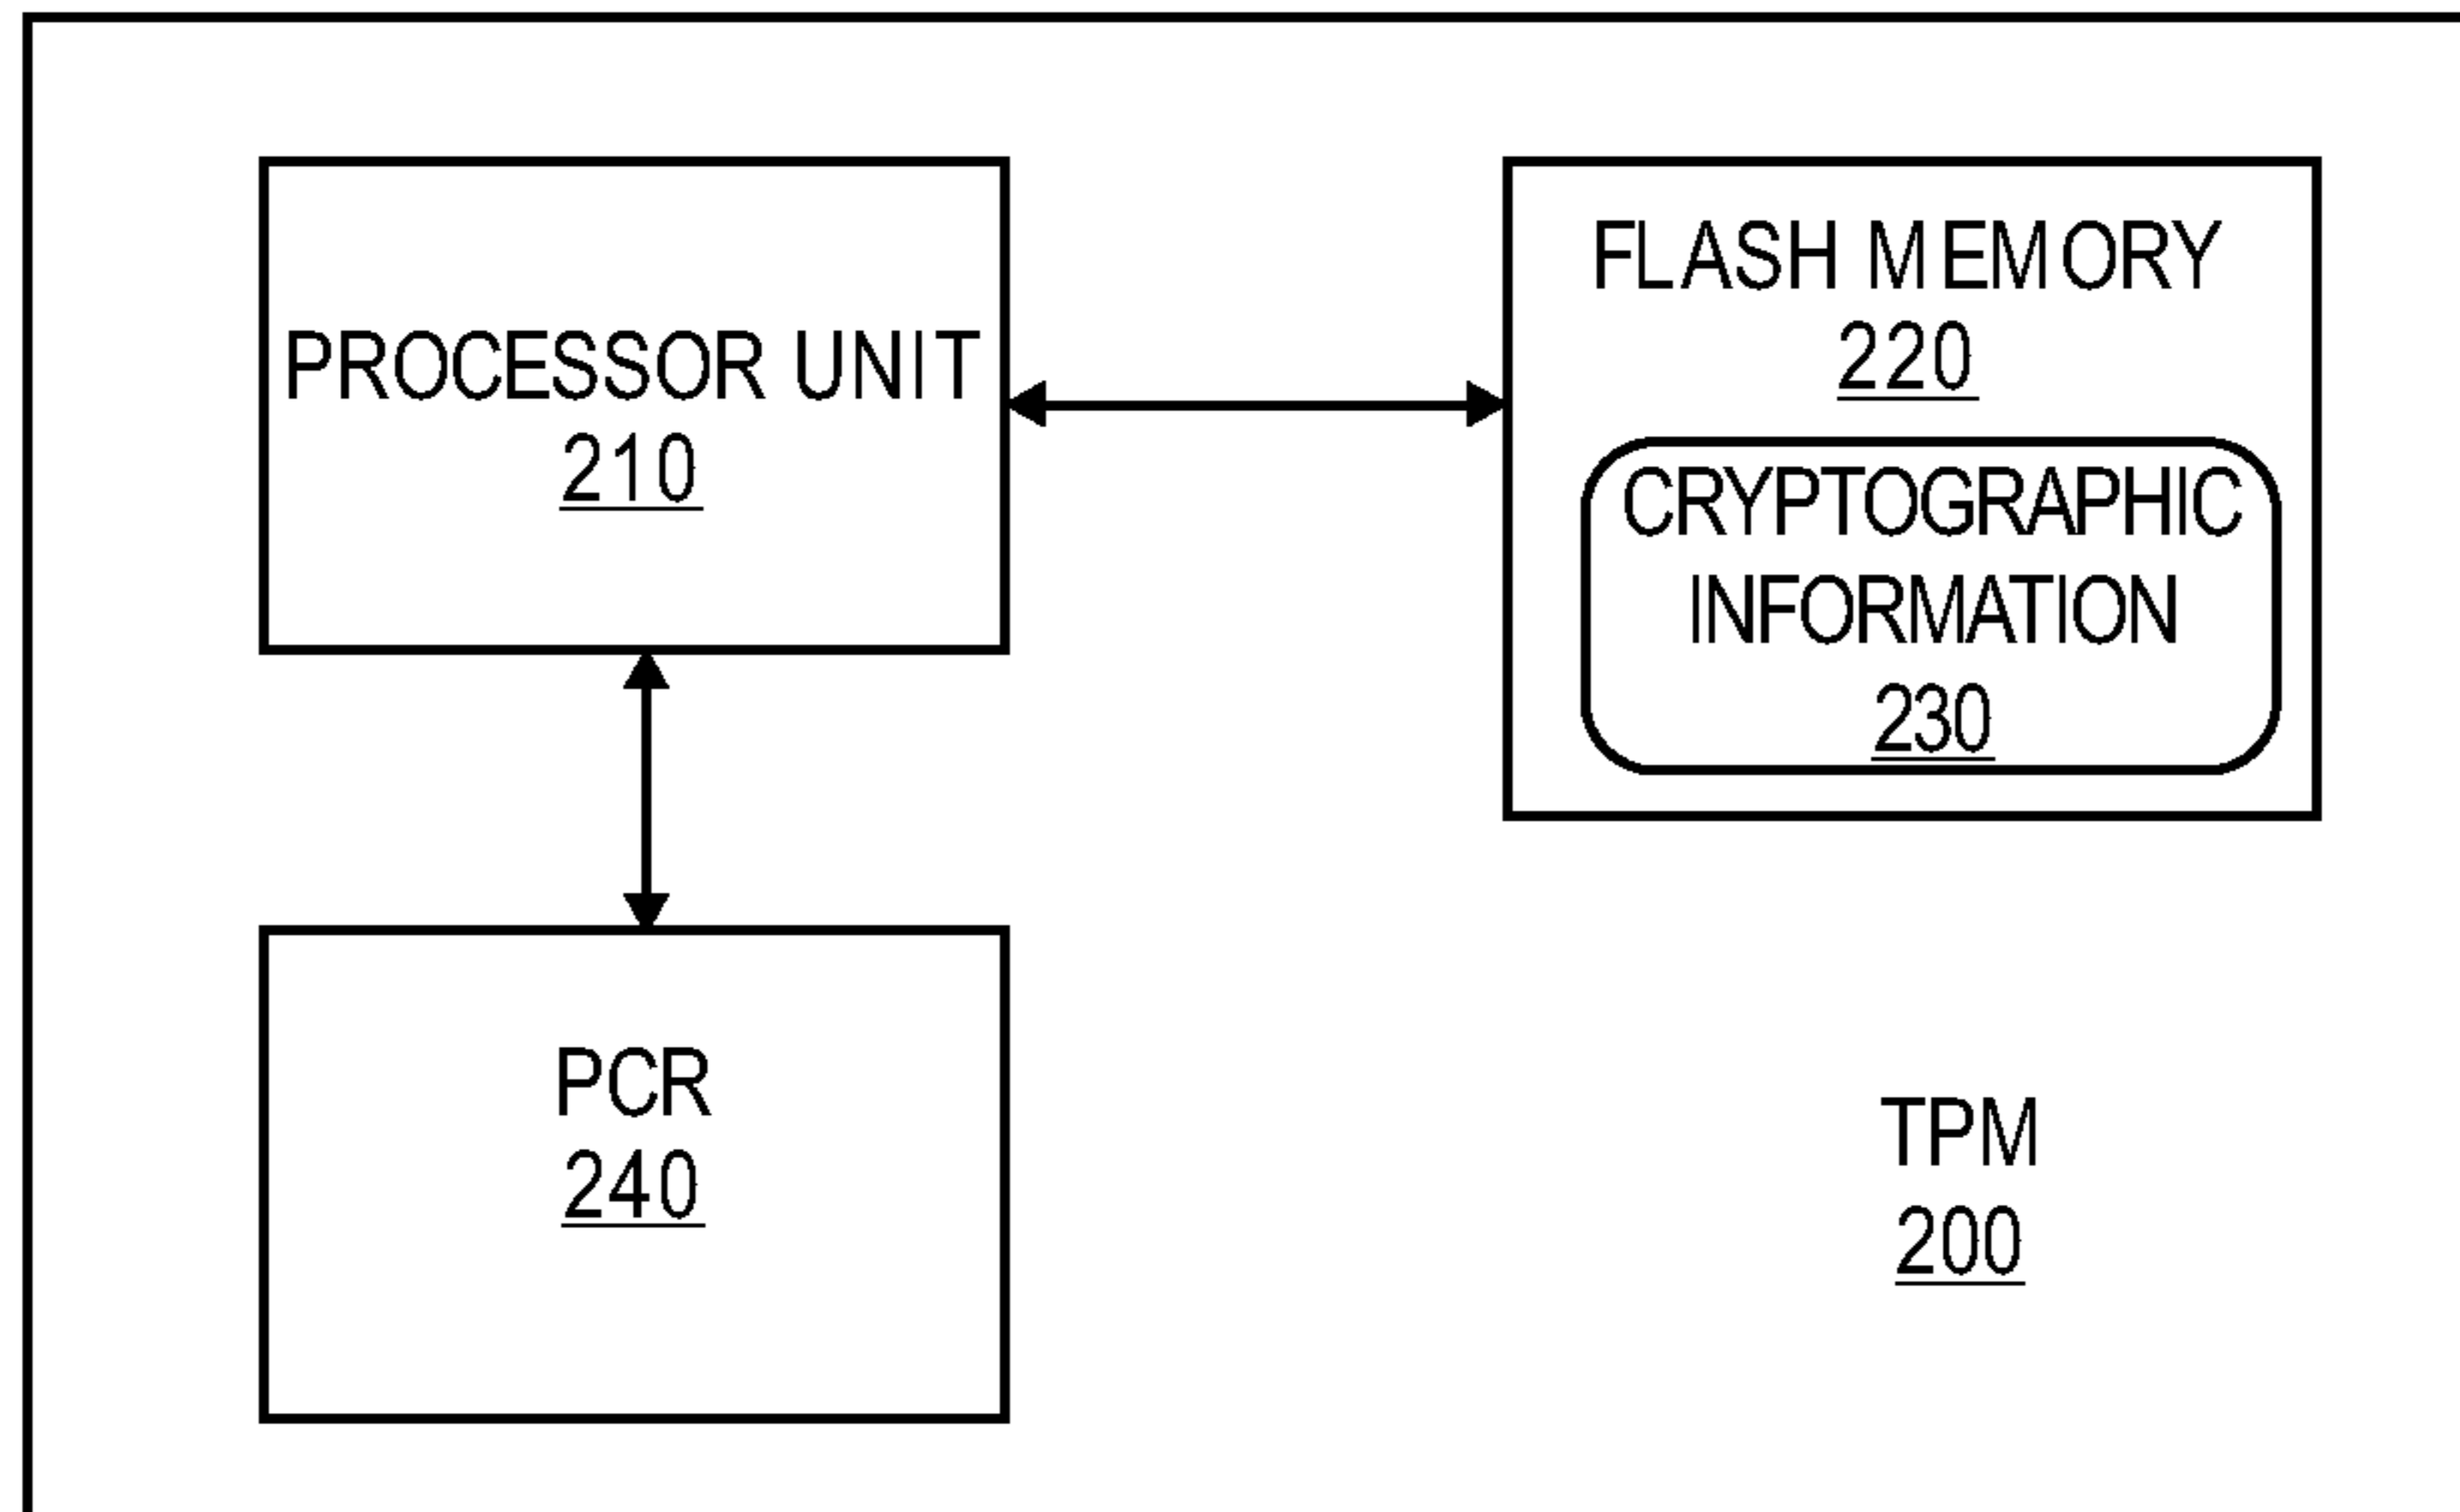 PROCESSOR UNIT
210
FLASH MEMORY
220
CRYPTOGRAPHIC
INFORMATION
230
PCR
240
TPM
200